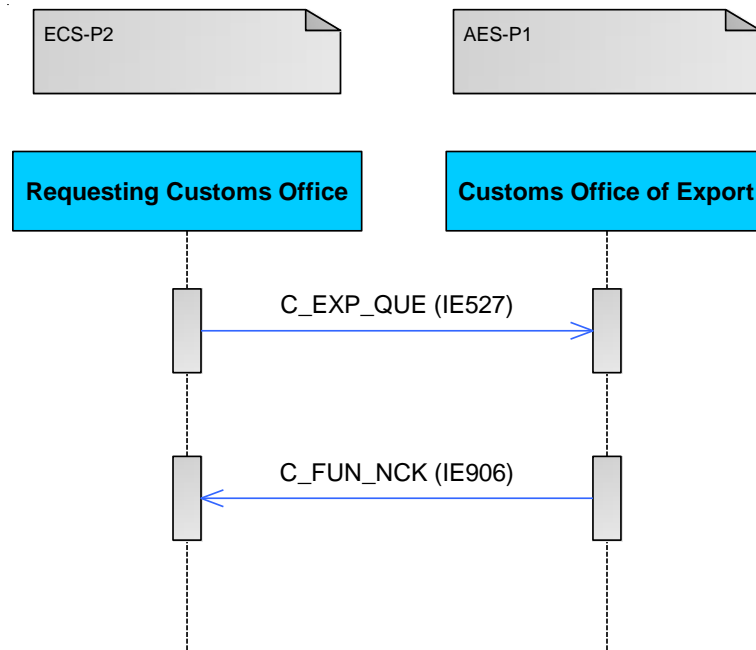 ECS-P2
AES-P1
Requesting Customs Office
Customs Office of Export
C_EXP_QUE (IE527)
C_FUN_NCK (IE906)